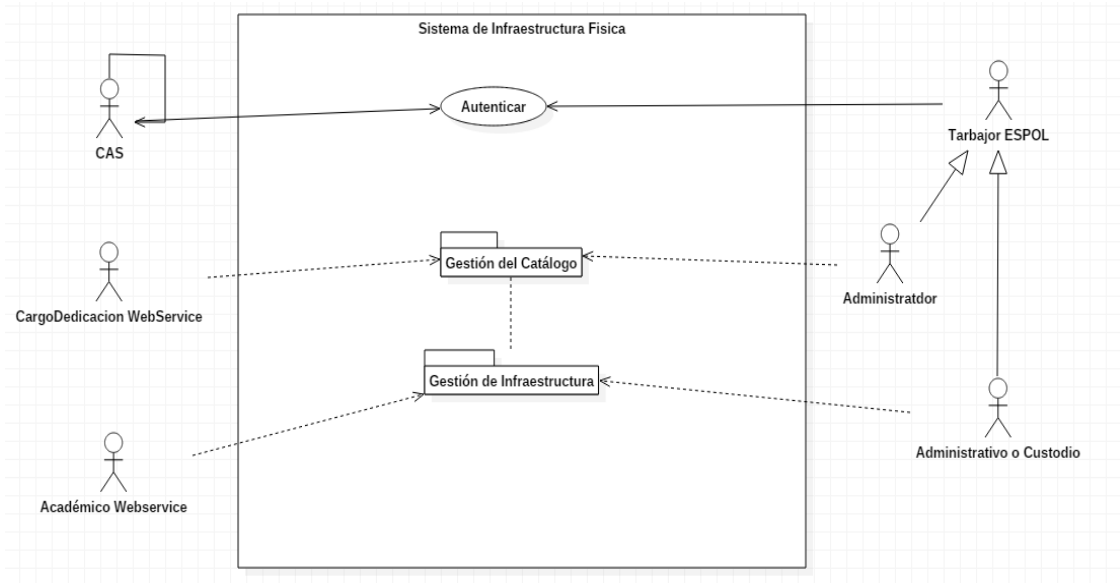 Sistema de Infraestructura Fisica
Autenticar
CAS
Tarbajor ESPOL
Gestión del Catálogo
Administratdor
CargoDedicacion WebService
Gestión de Infraestructura
Administrativo o Custodio
Académico Webservice